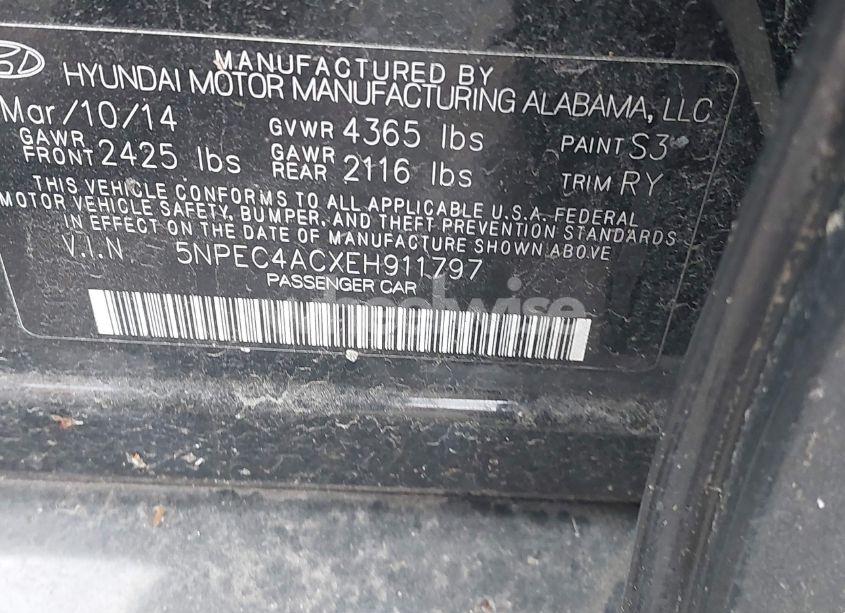 MANUFACTURED BY
HYUNDAI MOTOR MANUFACTURING ALABAMA, LLC
Mar/10/14 GVWR 4365 lbs PAINT S3
GAWR FRONT 2425 lbs GAWR REAR 2116 lbs TRIM RY
THIS VEHICLE CONFORMS TO ALL APPLICABLE U.S.A. FEDERAL
MOTOR VEHICLE SAFETY, BUMPER, AND THEFT PREVENTION STANDARDS
IN EFFECT ON THE DATE OF MANUFACTURE SHOWN ABOVE
V.I.N. 5NPEC4ACXEH911797
PASSENGER CAR
wheelwise